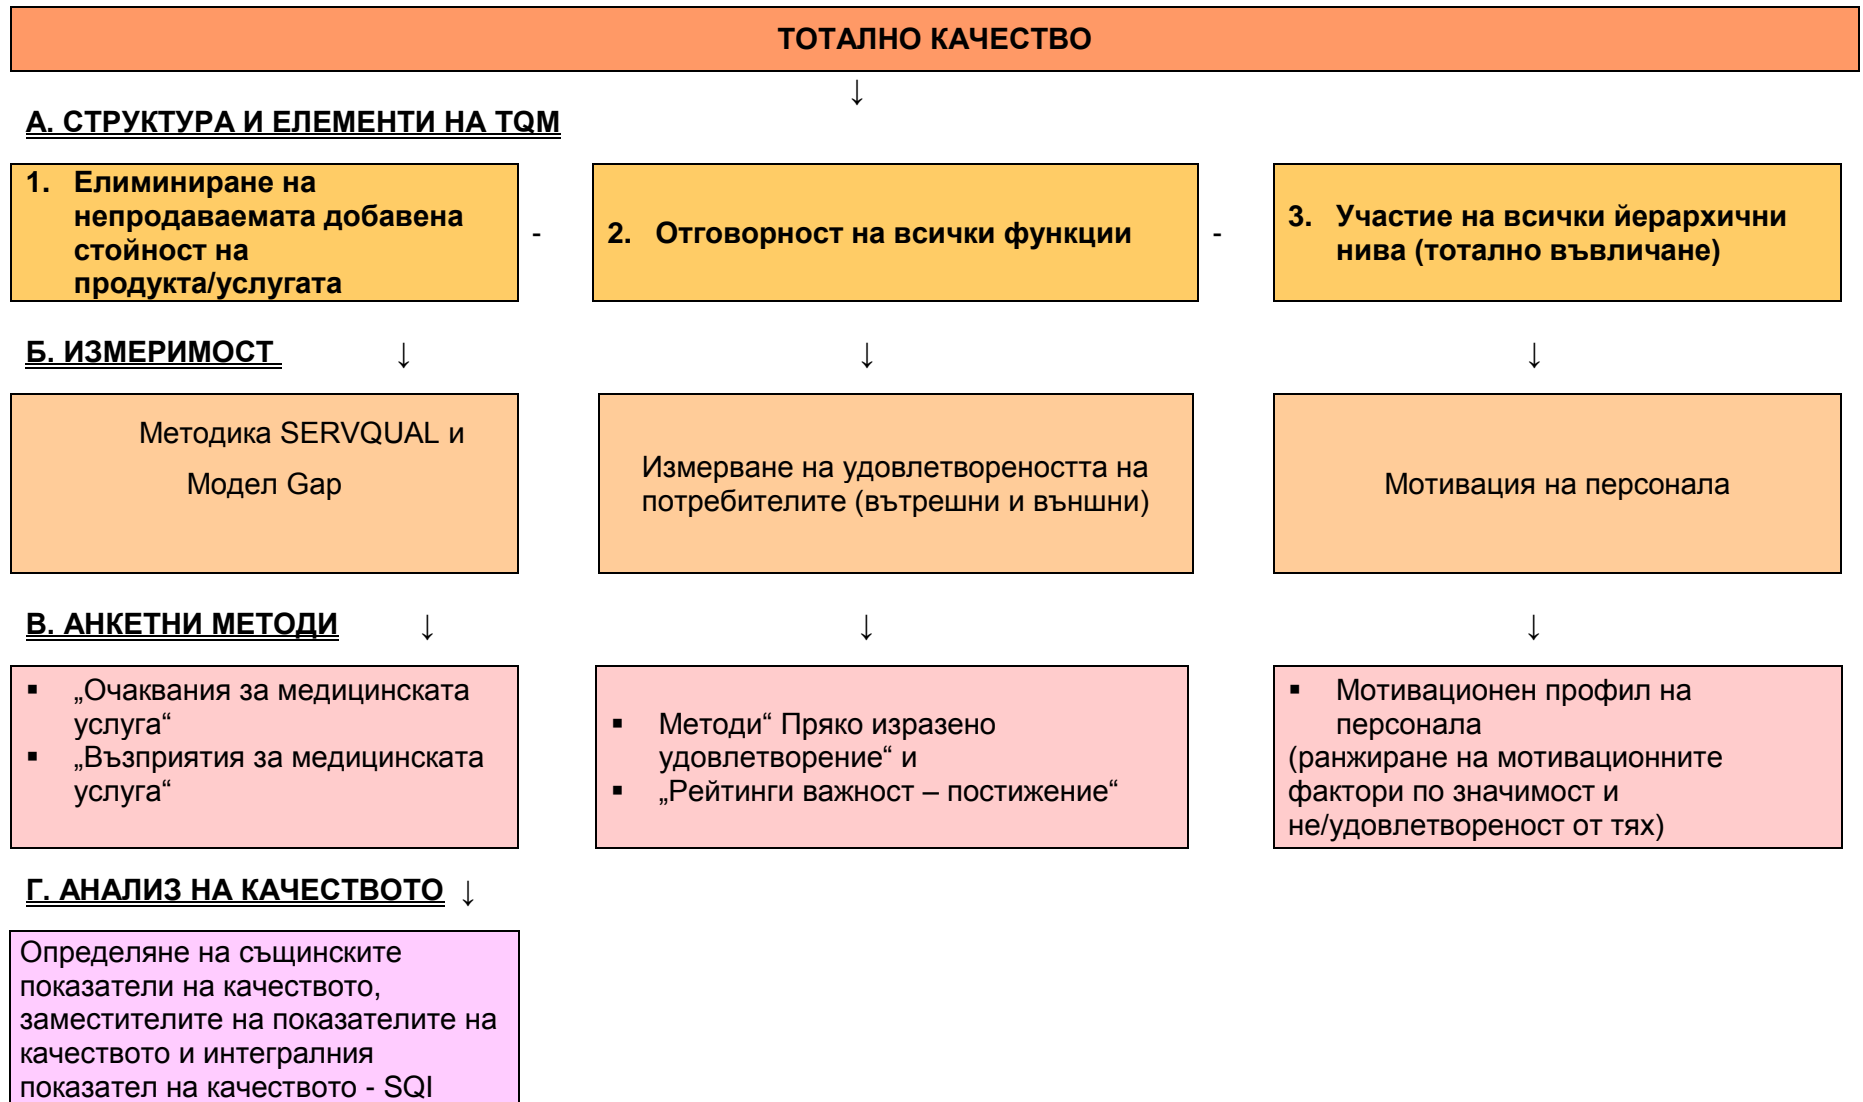 ТОТАЛНО КАЧЕСТВО
↓
А. СТРУКТУРА И ЕЛЕМЕНТИ НА TQM
1. Елиминиране на
непродаваемата добавена
стойност на
продукта/услугата
-
2. Отговорност на всички функции
-
3. Участие на всички йерархични
нива (тотално въвличане)
Б. ИЗМЕРИМОСТ ↓ ↓ ↓
Методика SERVQUAL и
Модел Gap
Измерване на удовлетвореността на
потребителите (вътрешни и външни)
Мотивация на персонала
В. АНКЕТНИ МЕТОДИ ↓ ↓ ↓
▪ „Очаквания за медицинската
услуга“
▪ „Възприятия за медицинската
услуга“
▪ Методи“ Пряко изразено
удовлетворение“ и
▪ „Рейтинги важност – постижение“
▪ Мотивационен профил на
персонала
(ранжиране на мотивационните
фактори по значимост и
не/удовлетвореност от тях)
Г. АНАЛИЗ НА КАЧЕСТВОТО ↓
Определяне на същинските
показатели на качеството,
заместителите на показателите на
качеството и интегралния
показател на качеството - SQI